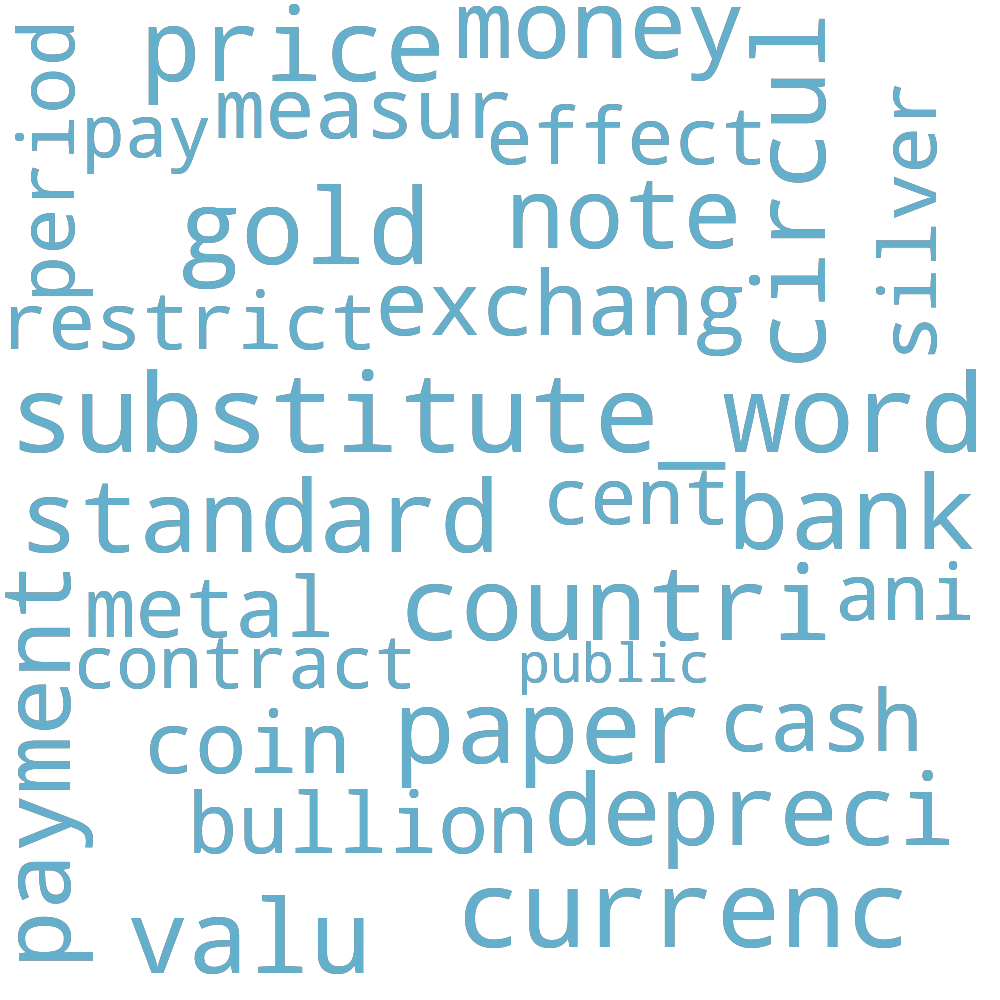 price
money
period
pay
measur
effect
circul
silver
gold
note
restrict
exchang
substitute_word
standard
cent
bank
payment
metal
countri
ani
contract
public
coin
paper
cash
bullion
depreci
valu
currenc